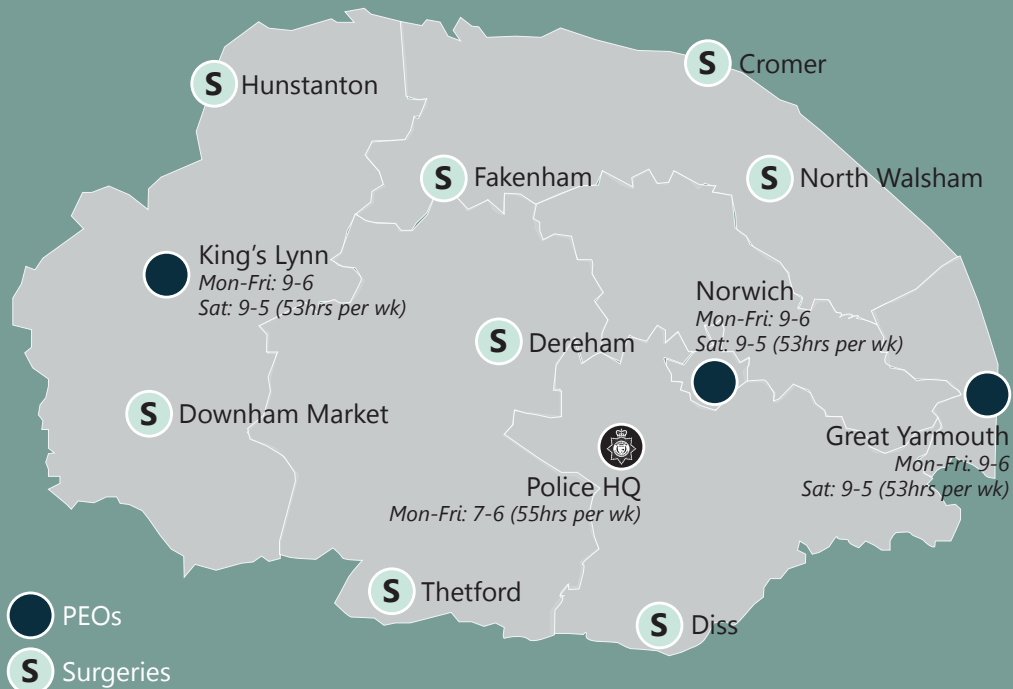 S Hunstanton
S Cromer
S Fakenham
S North Walsham
King's Lynn
Mon-Fri: 9-6
Sat: 9-5 (53hrs per wk)
Norwich
Mon-Fri: 9-6
Sat: 9-5 (53hrs per wk)
S Dereham
S Downham Market
Great Yarmouth
Mon-Fri: 9-6
Sat: 9-5 (53hrs per wk)
Police HQ
Mon-Fri: 7-6 (55hrs per wk)
S Thetford
S Diss
PEOs
S Surgeries